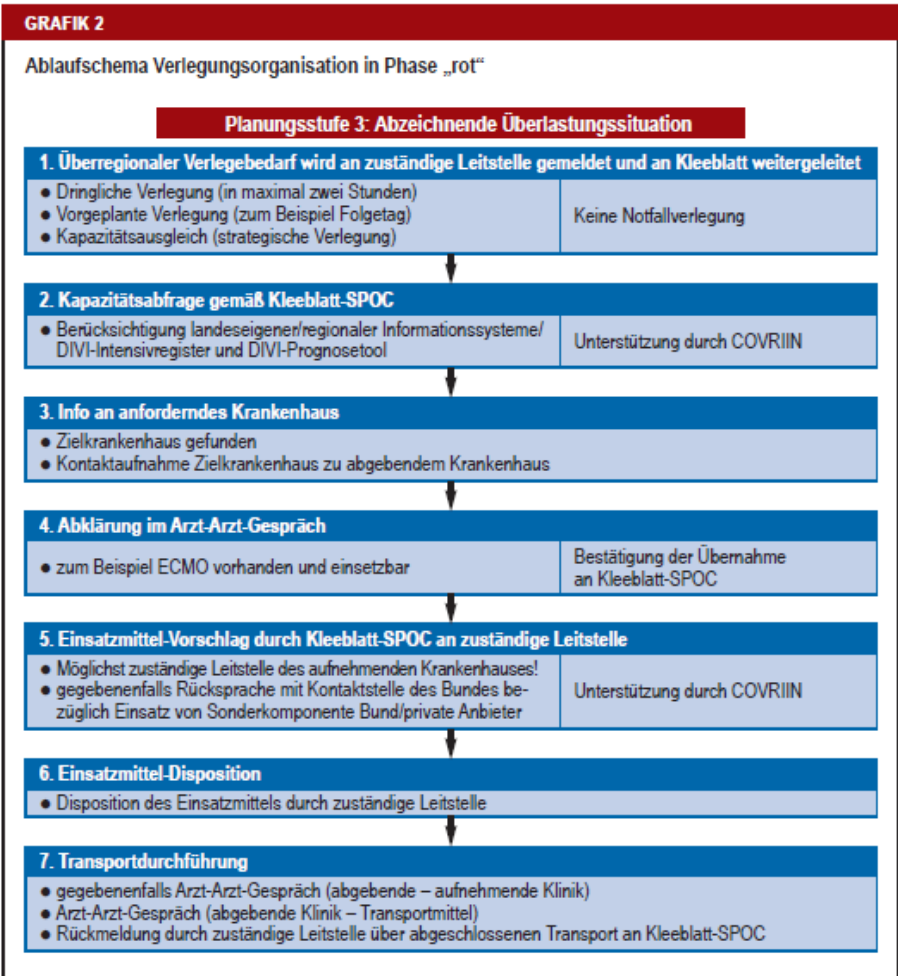 GRAFIK 2
Ablaufschema Verlegungsorganisation in Phase „rot“
Planungsstufe 3: Abzeichnende Überlastungssituation
1. Überregionaler Verlegebedarf wird an zuständige Leitstelle gemeldet und an Kleeblatt weitergeleitet
● Dringliche Verlegung (in maximal zwei Stunden)
● Vorgeplante Verlegung (zum Beispiel Folgetag)
● Kapazitätsausgleich (strategische Verlegung)
Keine Notfallverlegung
2. Kapazitätsabfrage gemäß Kleeblatt-SPOC
● Berücksichtigung landeseigener/regionaler Informationssysteme/
DIVI-Intensivregister und DIVI-Prognosetool
Unterstützung durch COVRIIN
3. Info an anforderndes Krankenhaus
● Zielkrankenhaus gefunden
● Kontaktaufnahme Zielkrankenhaus zu abgebendem Krankenhaus
4. Abklärung im Arzt-Arzt-Gespräch
● zum Beispiel ECMO vorhanden und einsetzbar
Bestätigung der Übernahme
an Kleeblatt-SPOC
5. Einsatzmittel-Vorschlag durch Kleeblatt-SPOC an zuständige Leitstelle
● Möglichst zuständige Leitstelle des aufnehmenden Krankenhauses!
● gegebenenfalls Rücksprache mit Kontaktstelle des Bundes be-
züglich Einsatz von Sonderkomponente Bund/private Anbieter
Unterstützung durch COVRIIN
6. Einsatzmittel-Disposition
● Disposition des Einsatzmittels durch zuständige Leitstelle
7. Transportdurchführung
● gegebenenfalls Arzt-Arzt-Gespräch (abgebende – aufnehmende Klinik)
● Arzt-Arzt-Gespräch (abgebende Klinik – Transportmittel)
● Rückmeldung durch zuständige Leitstelle über abgeschlossenen Transport an Kleeblatt-SPOC